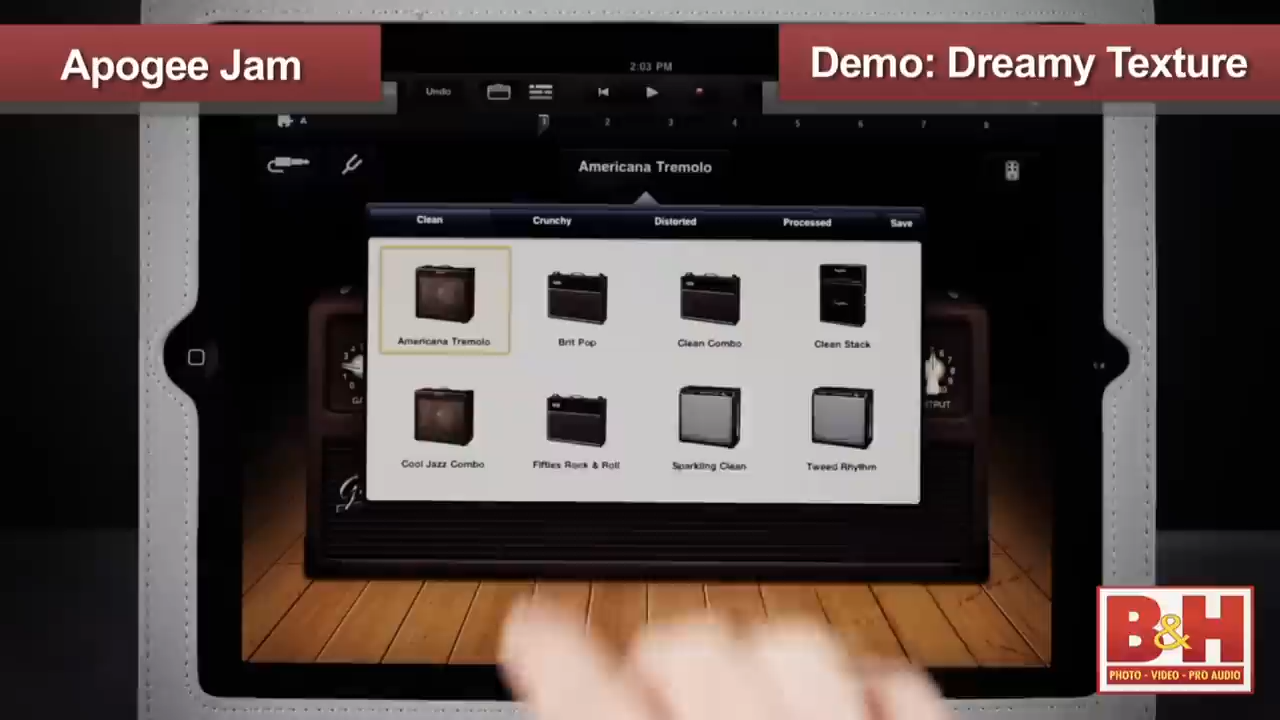 Apogee Jam
Demo: Dreamy Texture
2:03 PM
Undo
A
1 2 3 4 5 6 7 8
Americana Tremolo
Clean Crunchy Distorted Processed Save
Americana Tremolo Brit Pop Clean Combo Clean Stack
Cool Jazz Combo Fifties Rock & Roll Sparkling Clean Tweed Rhythm
B&H
PHOTO - VIDEO - PRO AUDIO